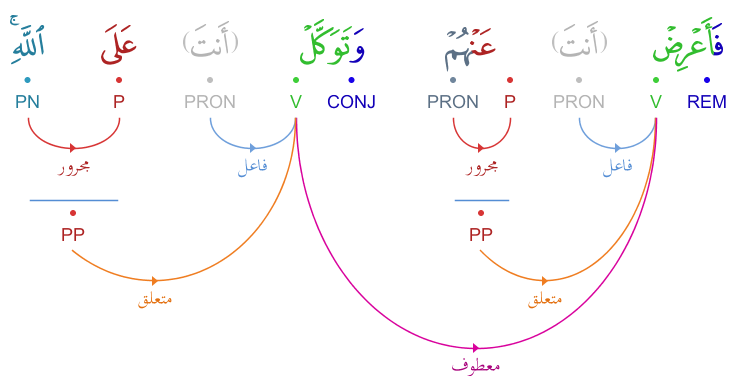 فَأَعْرِضْ (أَنتَ) عَنْهُمْ وَتَوَكَّلْ (أَنتَ) عَلَى ٱللَّهِ ۚ
REM V PRON P PRON CONJ V PRON P PN
فاعل مجرور فاعل مجرور
PP PP
متعلق متعلق
معطوف